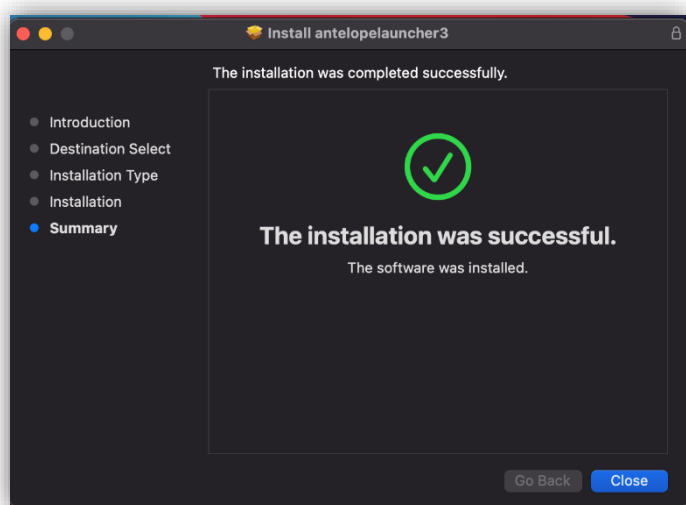 Install antelopelauncher3
The installation was completed successfully.
Introduction
Destination Select
Installation Type
Installation
Summary
The installation was successful.
The software was installed.
Go Back
Close